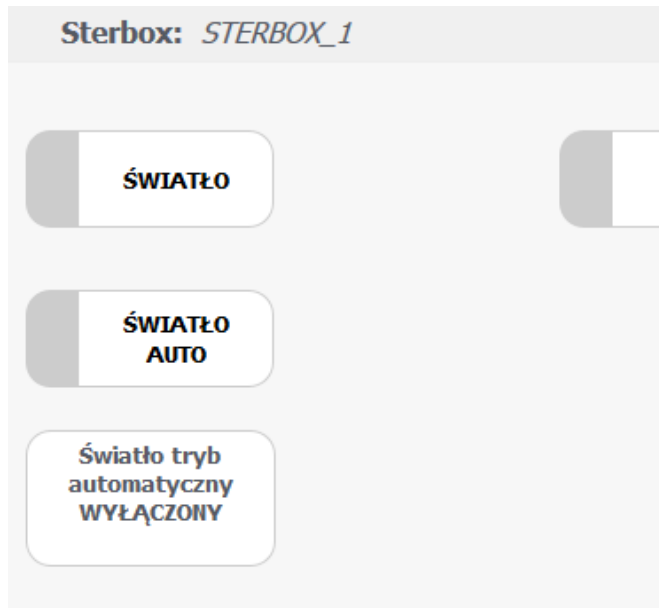 Sterbox: STERBOX_1
ŚWIATŁO
ŚWIATŁO
AUTO
Światło tryb
automatyczny
WYŁĄCZONY